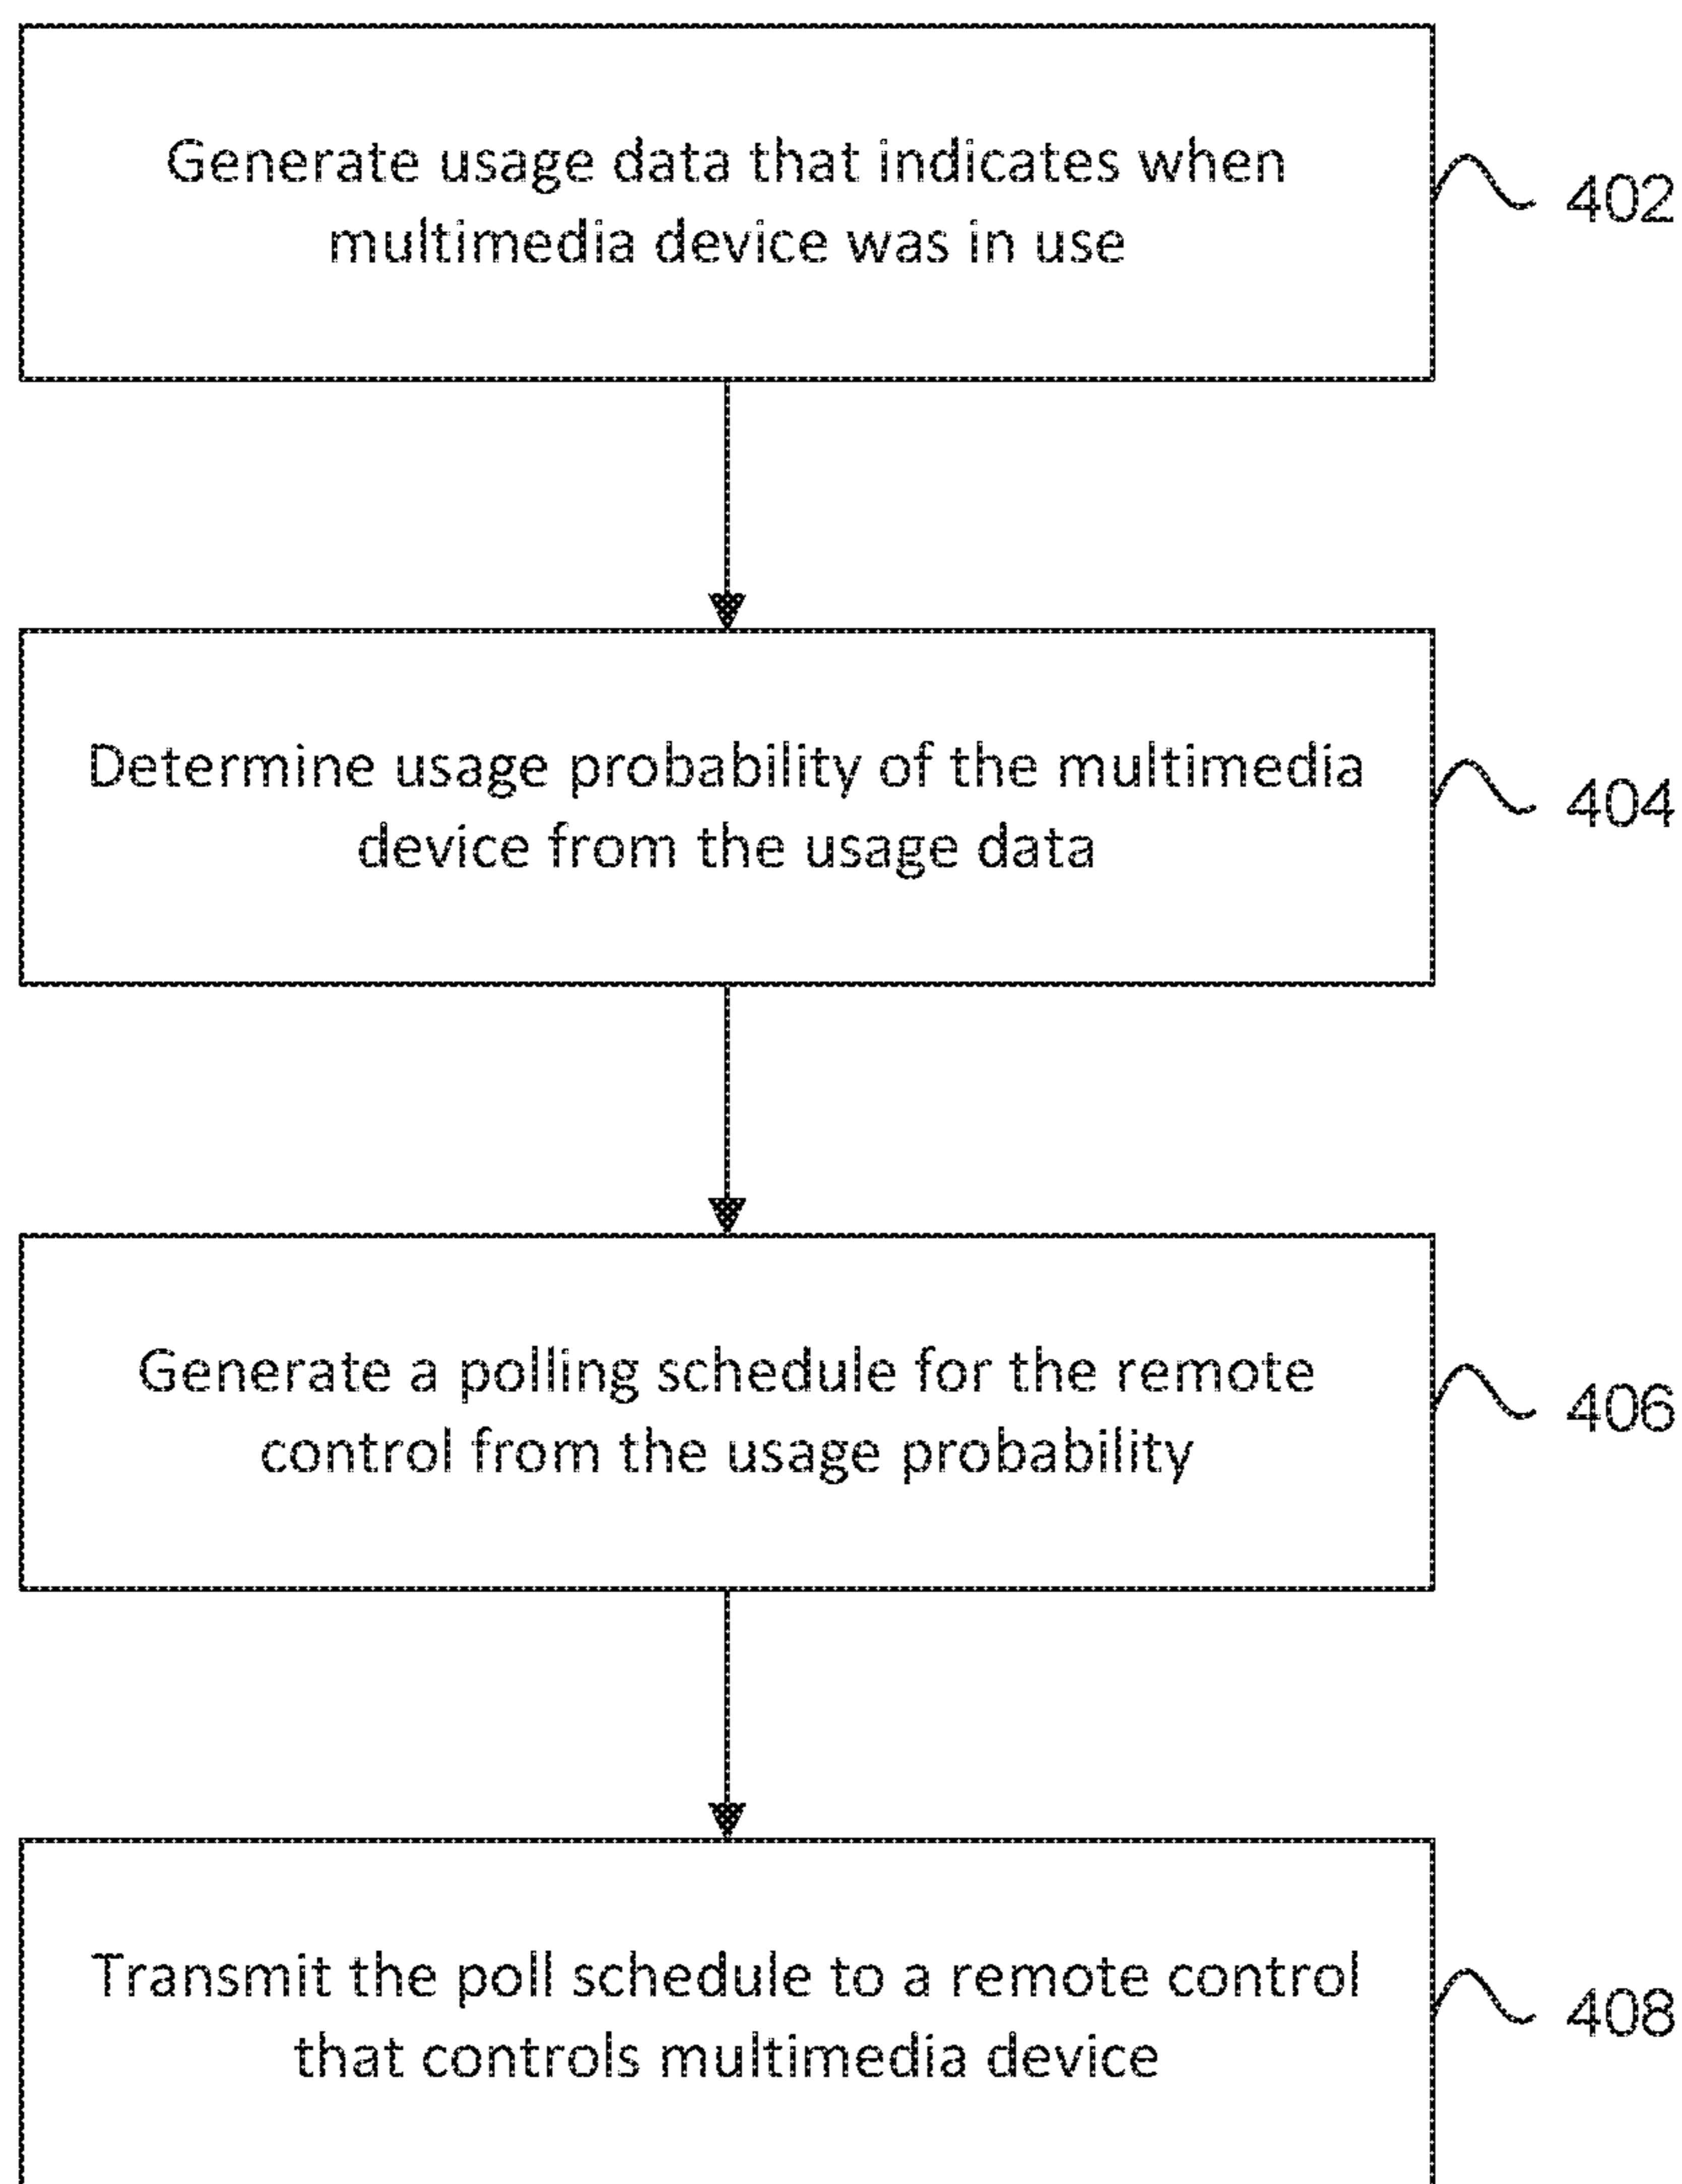 Generate usage data that indicates when
multimedia device was in use
402
Determine usage probability of the multimedia
device from the usage data
404
Generate a polling schedule for the remote
control from the usage probability
406
Transmit the poll schedule to a remote control
that controls multimedia device
408